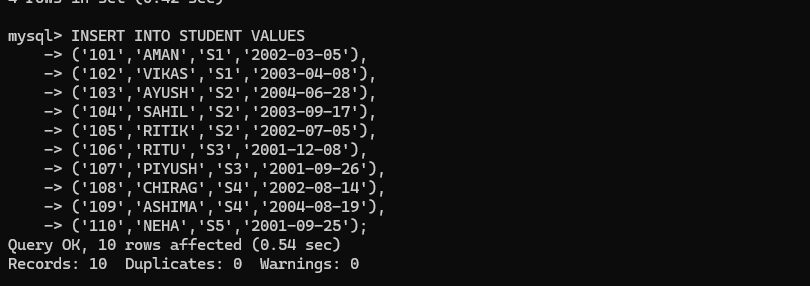 4 rows in set (0.42 sec)
mysql> INSERT INTO STUDENT VALUES
    -> ('101','AMAN','S1','2002-03-05'),
    -> ('102','VIKAS','S1','2003-04-08'),
    -> ('103','AYUSH','S2','2004-06-28'),
    -> ('104','SAHIL','S2','2003-09-17'),
    -> ('105','RITIK','S2','2002-07-05'),
    -> ('106','RITU','S3','2001-12-08'),
    -> ('107','PIYUSH','S3','2001-09-26'),
    -> ('108','CHIRAG','S4','2002-08-14'),
    -> ('109','ASHIMA','S4','2004-08-19'),
    -> ('110','NEHA','S5','2001-09-25');
Query OK, 10 rows affected (0.54 sec)
Records: 10  Duplicates: 0  Warnings: 0